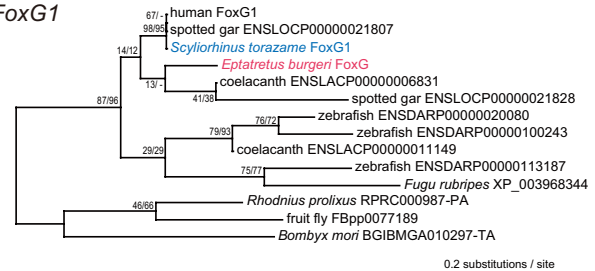 FoxG1
67/ - human FoxG1
98/95 spotted gar ENSLOCP00000021807
Scyliorhinus torazame FoxG1
14/12
Eptatretus burgeri FoxG
13/ - coelacanth ENSLACP00000006831
87/96
41/38 spotted gar ENSLOCP00000021828
76/72 zebrafish ENSDARP00000020080
79/93 zebrafish ENSDARP00000100243
29/29 coelacanth ENSLACP00000011149
75/77 zebrafish ENSDARP00000113187
Fugu rubripes XP_003968344
46/66 Rhodnius prolixus RPRC000987-PA
fruit fly FBpp0077189
Bombyx mori BGIBMGA010297-TA
0.2 substitutions / site